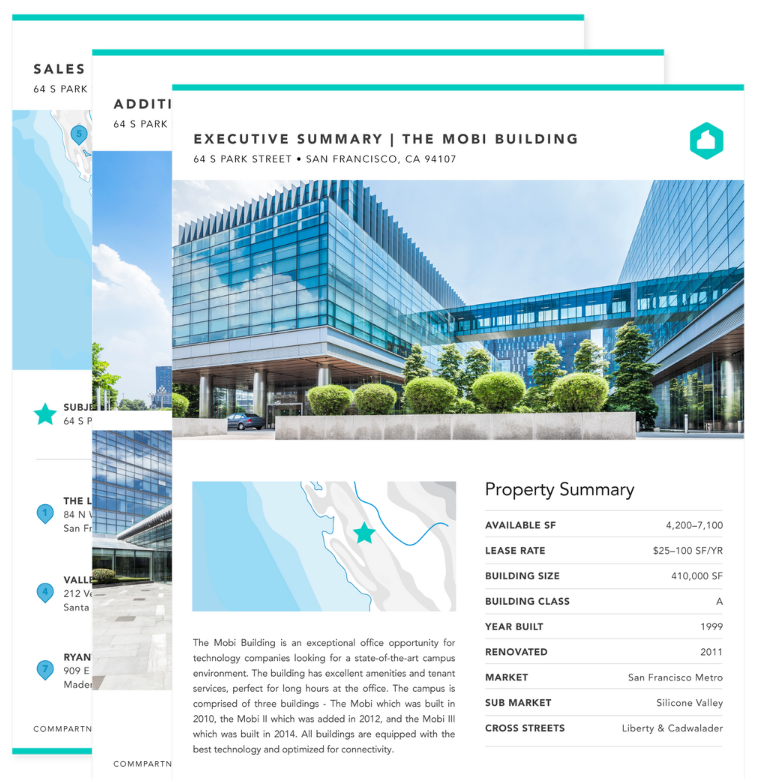 SALES
64 S PARK
5
SUBJE
64 S P
1
THE L
84 N
San Fr
4
VALLE
212 Ve
Santa
7
RYAN
909 E
Mader
COMMPARTN
ADDITI
64 S PARK
COMMPARTN
EXECUTIVE SUMMARY | THE MOBI BUILDING
64 S PARK STREET • SAN FRANCISCO, CA 94107
The Mobi Building is an exceptional office opportunity for
technology companies looking for a state-of-the-art campus
environment. The building has excellent amenities and tenant
services, perfect for long hours at the office. The campus is
comprised of three buildings - The Mobi which was built in
2010, the Mobi II which was added in 2012, and the Mobi III
which was built in 2014. All buildings are equipped with the
best technology and optimized for connectivity.
Property Summary
AVAILABLE SF 4,200–7,100
LEASE RATE $25–100 SF/YR
BUILDING SIZE 410,000 SF
BUILDING CLASS A
YEAR BUILT 1999
RENOVATED 2011
MARKET San Francisco Metro
SUB MARKET Silicone Valley
CROSS STREETS Liberty & Cadwalader